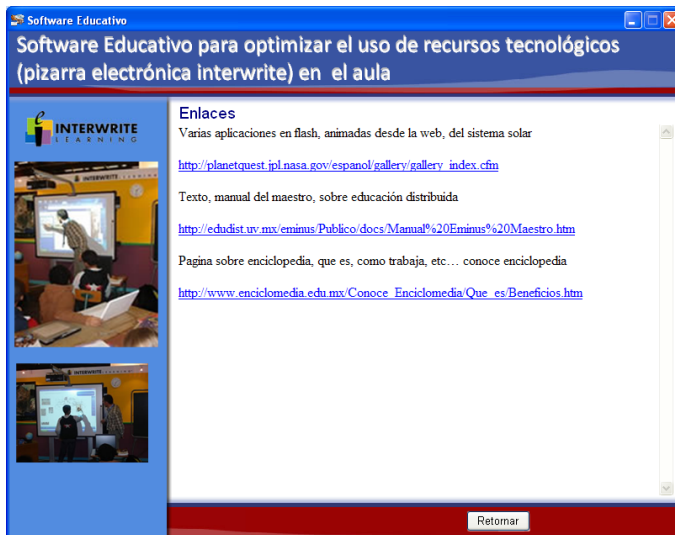 Software Educativo
Software Educativo para optimizar el uso de recursos tecnológicos
(pizarra electrónica interwrite) en el aula
INTERWRITE
LEARNING
Enlaces
Varias aplicaciones en flash, animadas desde la web, del sistema solar
http://planetquest.jpl.nasa.gov/espanol/gallery/gallery_index.cfm
Texto, manual del maestro, sobre educación distribuida
http://edudist.uv.mx/eminus/Publico/docs/Manual%20Eminus%20Maestro.htm
Pagina sobre enciclopedia, que es, como trabaja, etc… conoce enciclopedia
http://www.enciclomedia.edu.mx/Conoce_Enciclomedia/Que_es/Beneficios.htm
INTERWRITE
INTERWRITE
Retornar